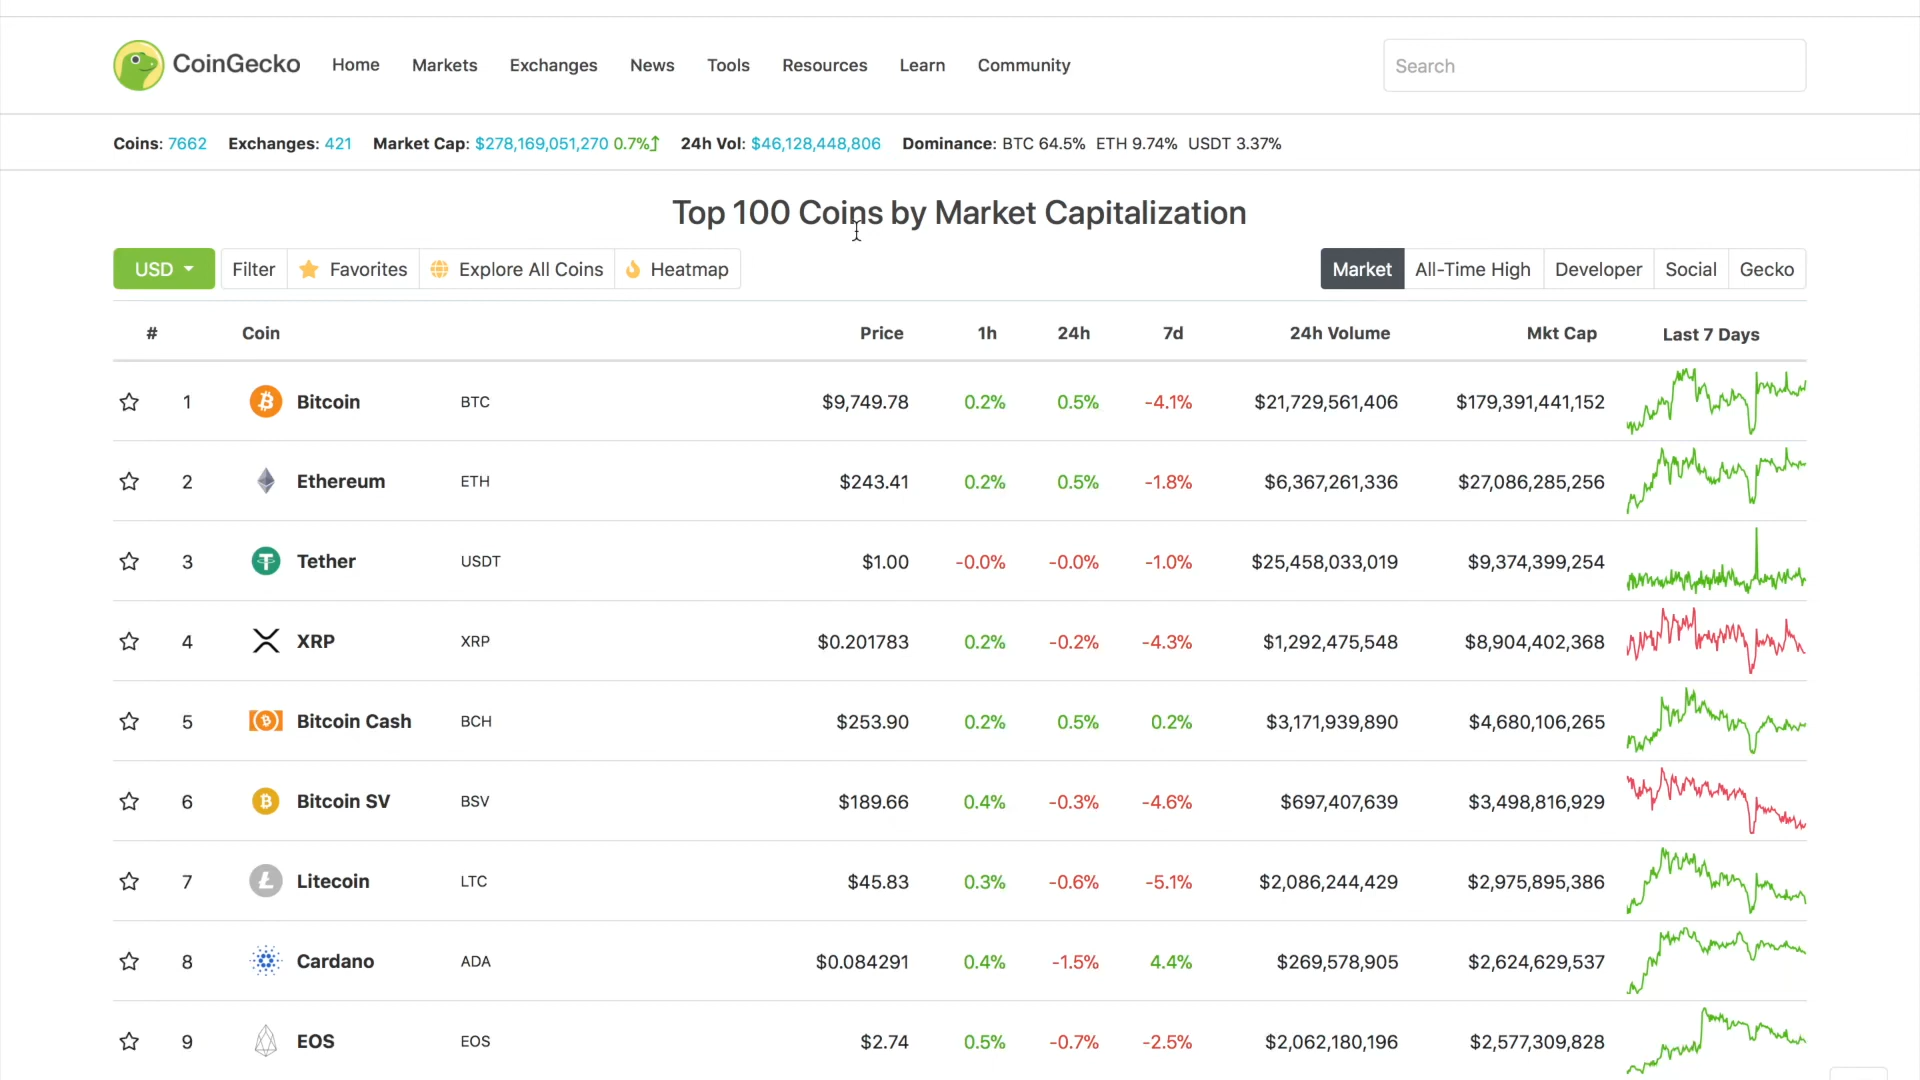 CoinGecko Home Markets Exchanges News Tools Resources Learn Community Search
Coins: 7662 Exchanges: 421 Market Cap: $278,169,051,270 0.7% 24h Vol: $46,128,448,806 Dominance: BTC 64.5% ETH 9.74% USDT 3.37%
Top 100 Coins by Market Capitalization
USD Filter Favorites Explore All Coins Heatmap Market All-Time High Developer Social Gecko
# Coin Price 1h 24h 7d 24h Volume Mkt Cap Last 7 Days
1 Bitcoin BTC $9,749.78 0.2% 0.5% -4.1% $21,729,561,406 $179,391,441,152
2 Ethereum ETH $243.41 0.2% 0.5% -1.8% $6,367,261,336 $27,086,285,256
3 Tether USDT $1.00 -0.0% -0.0% -1.0% $25,458,033,019 $9,374,399,254
4 XRP XRP $0.201783 0.2% -0.2% -4.3% $1,292,475,548 $8,904,402,368
5 Bitcoin Cash BCH $253.90 0.2% 0.5% 0.2% $3,171,939,890 $4,680,106,265
6 Bitcoin SV BSV $189.66 0.4% -0.3% -4.6% $697,407,639 $3,498,816,929
7 Litecoin LTC $45.83 0.3% -0.6% -5.1% $2,086,244,429 $2,975,895,386
8 Cardano ADA $0.084291 0.4% -1.5% 4.4% $269,578,905 $2,624,629,537
9 EOS EOS $2.74 0.5% -0.7% -2.5% $2,062,180,196 $2,577,309,828